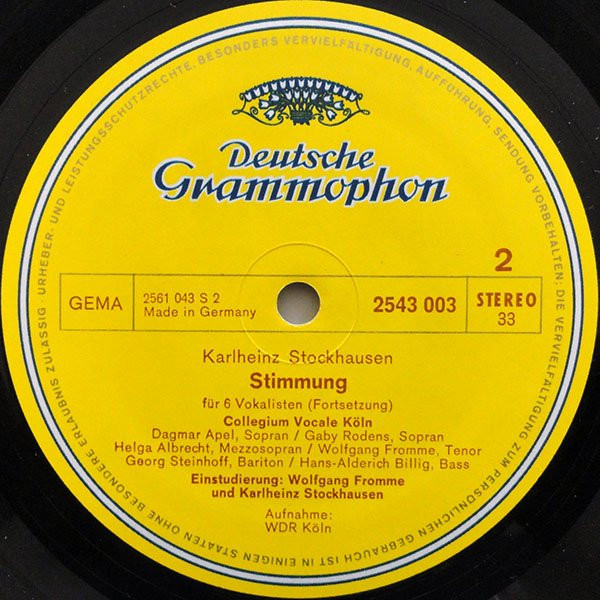 URHEBER- UND LEISTUNGSSCHUTZRECHTE, BESONDERS VERVIELFÄLTIGUNG, AUFFÜHRUNG, SENDUNG VORBEHALTEN; DIE VERVIELFÄLTIGUNG ZUM PERSÖNLICHEN GEBRAUCH IST IN EINIGEN STAATEN OHNE BESONDERE ERLAUBNIS ZULÄSSIG ·
Deutsche
Grammophon
2
GEMA
2561 043 S 2
Made in Germany
2543 003
STEREO
33
Karlheinz Stockhausen
Stimmung
für 6 Vokalisten (Fortsetzung)
Collegium Vocale Köln
Dagmar Apel, Sopran / Gaby Rodens, Sopran
Helga Albrecht, Mezzosopran / Wolfgang Fromme, Tenor
Georg Steinhoff, Bariton / Hans-Alderich Billig, Bass
Einstudierung: Wolfgang Fromme
und Karlheinz Stockhausen
Aufnahme:
WDR Köln